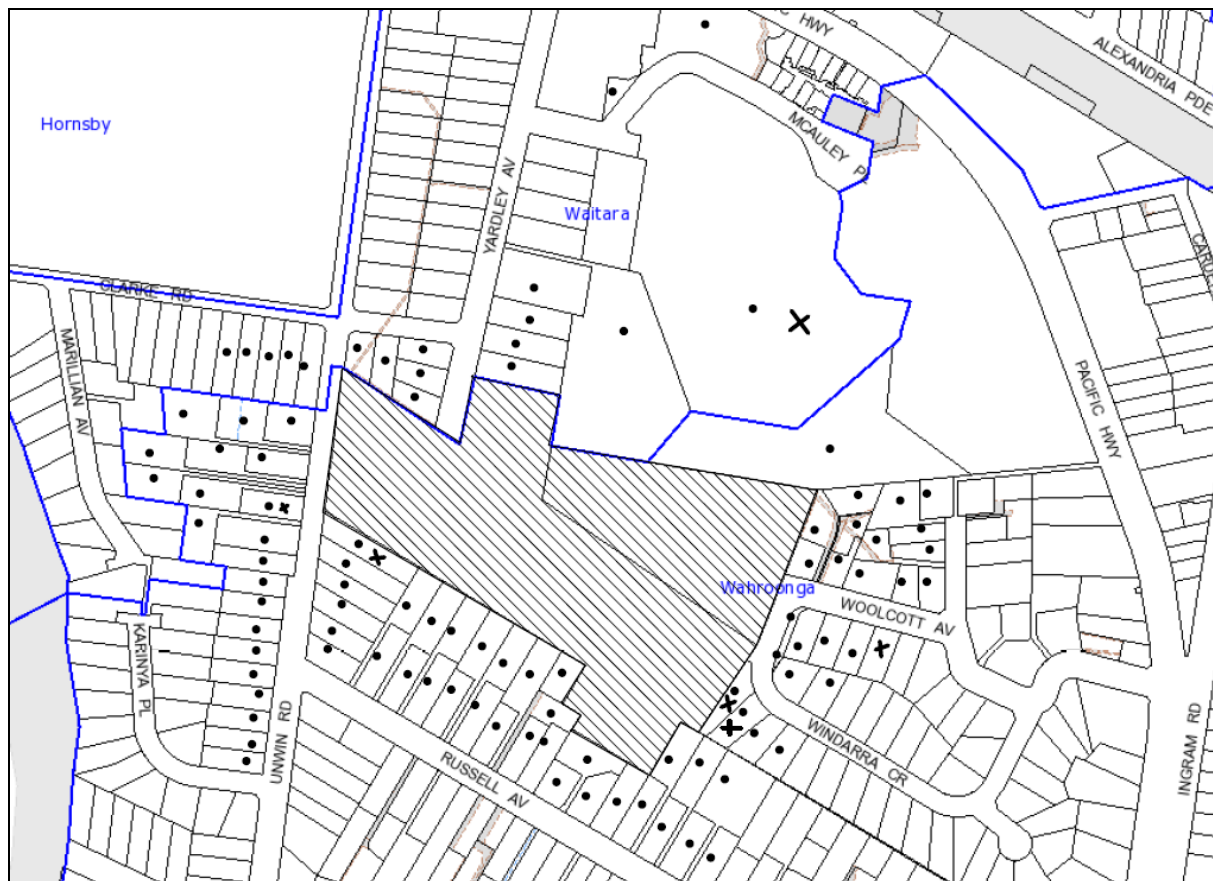 C HWY
ALEXANDRIA PDE
Hornsby
MCAULEY PL
YARDLEY AV
Waitara
CLARKE RD
MARILLIAN AV
PACIFIC HWY
Wahroonga
WOOLCOTT AV
KARINYA PL
UNWIN RD
WINDARRA CR
RUSSELL AV
INGRAM RD